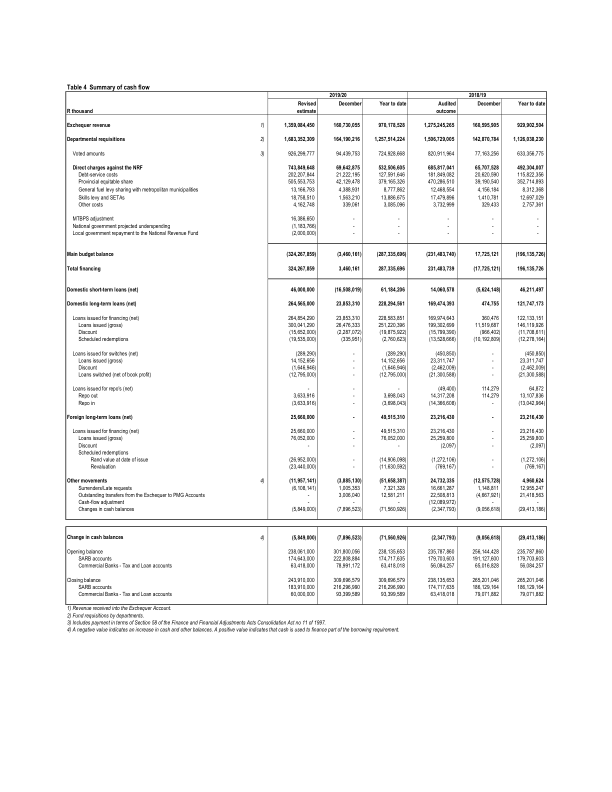 Table 4 Summary of cash flow
2019/20 2018/19
R thousand Revised estimate December Year to date Audited outcome December Year to date
Exchequer revenue 1) 1,359,084,450 160,730,055 970,178,528 1,275,245,265 160,595,905 929,902,504
Departmental requisitions 2) 1,683,352,309 164,190,216 1,257,514,224 1,506,729,005 142,870,784 1,126,038,230
Voted amounts 3) 926,299,777 94,439,753 724,928,668 820,911,964 77,163,256 633,356,775
Direct charges against the NRF 743,849,648 69,642,875 532,506,605 685,817,041 65,707,528 492,304,007
Debt-service costs 202,207,844 21,222,195 127,591,646 181,849,082 20,620,590 115,822,356
Provincial equitable share 505,553,753 42,129,478 379,165,326 470,286,510 39,190,540 352,714,893
General fuel levy sharing with metropolitan municipalities 13,166,793 4,388,931 8,777,862 12,468,554 4,156,184 8,312,368
Skills levy and SETAs 18,758,510 1,563,210 13,886,675 17,479,896 1,410,781 12,697,029
Other costs 4,162,748 339,061 3,085,096 3,732,999 329,433 2,757,361
MTBPS adjustment 16,386,650 - - - - -
National government projected underspending (1,183,766) - - - - -
Local government repayment to the National Revenue Fund (2,000,000) - - - - -
Main budget balance (324,267,859) (3,460,161) (287,335,696) (231,483,740) 17,725,121 (196,135,726)
Total financing 324,267,859 3,460,161 287,335,696 231,483,739 (17,725,121) 196,135,726
Domestic short-term loans (net) 46,000,000 (16,508,019) 61,184,206 14,060,578 (5,624,148) 46,211,497
Domestic long-term loans (net) 264,565,000 23,853,310 228,294,561 169,474,393 474,755 121,747,173
Loans issued for financing (net) 264,854,290 23,853,310 228,583,851 169,974,643 360,476 122,133,151
Loans issued (gross) 300,041,290 26,476,333 251,220,396 199,302,699 11,519,687 146,119,926
Discount (15,652,000) (2,287,072) (19,875,922) (15,799,390) (966,402) (11,708,611)
Scheduled redemptions (19,535,000) (335,951) (2,760,623) (13,528,666) (10,192,809) (12,278,164)
Loans issued for switches (net) (289,290) - (289,290) (450,850) - (450,850)
Loans issued (gross) 14,152,656 - 14,152,656 23,311,747 - 23,311,747
Discount (1,646,946) - (1,646,946) (2,462,009) - (2,462,009)
Loans switched (net of book profit) (12,795,000) - (12,795,000) (21,300,588) - (21,300,588)
Loans issued for repo's (net) - - - (49,400) 114,279 64,872
Repo out 3,633,916 - 3,698,043 14,317,208 114,279 13,107,836
Repo in (3,633,916) - (3,698,043) (14,366,608) - (13,042,964)
Foreign long-term loans (net) 25,660,000 - 49,515,310 23,216,430 - 23,216,430
Loans issued for financing (net) 25,660,000 - 49,515,310 23,216,430 - 23,216,430
Loans issued (gross) 76,052,000 - 76,052,000 25,259,800 - 25,259,800
Discount - - - (2,097) - (2,097)
Scheduled redemptions
Rand value at date of issue (26,952,000) - (14,906,098) (1,272,106) - (1,272,106)
Revaluation (23,440,000) - (11,630,592) (769,167) - (769,167)
Other movements 4) (11,957,141) (3,885,130) (51,658,387) 24,732,335 (12,575,728) 4,960,624
Surrenders/Late requests (6,108,141) 1,005,353 7,321,328 16,661,287 1,148,811 12,955,247
Outstanding transfers from the Exchequer to PMG Accounts - 3,006,040 12,581,211 22,508,813 (4,667,921) 21,418,563
Cash-flow adjustment - - - (12,089,972) - -
Changes in cash balances (5,849,000) (7,896,523) (71,560,926) (2,347,793) (9,056,618) (29,413,186)
Change in cash balances 4) (5,849,000) (7,896,523) (71,560,926) (2,347,793) (9,056,618) (29,413,186)
Opening balance 238,061,000 301,800,056 238,135,653 235,787,860 256,144,428 235,787,860
SARB accounts 174,643,000 222,808,884 174,717,635 179,703,603 191,127,600 179,703,603
Commercial Banks - Tax and Loan accounts 63,418,000 78,991,172 63,418,018 56,084,257 65,016,828 56,084,257
Closing balance 243,910,000 309,696,579 309,696,579 238,135,653 265,201,046 265,201,046
SARB accounts 183,910,000 216,296,990 216,296,990 174,717,635 186,129,164 186,129,164
Commercial Banks - Tax and Loan accounts 60,000,000 93,399,589 93,399,589 63,418,018 79,071,882 79,071,882
1) Revenue received into the Exchequer Account.
2) Fund requisitions by departments.
3) Includes payment in terms of Section 58 of the Finance and Financial Adjustments Acts Consolidation Act no 11 of 1997.
4) A negative value indicates an increase in cash and other balances. A positive value indicates that cash is used to finance part of the borrowing requirement.